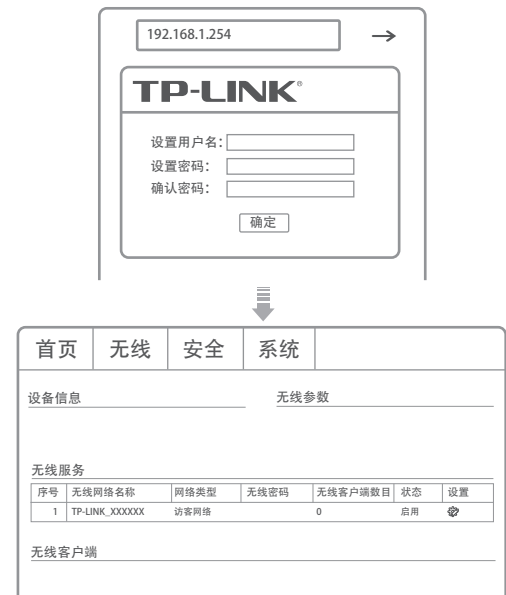 192.168.1.254
TP-LINK®
设置用户名：
设置密码：
确认密码：
确定
首页 无线 安全 系统
设备信息 无线参数
无线服务
序号 无线网络名称 网络类型 无线密码 无线客户端数目 状态 设置
1 TP-LINK_XXXXXX 访客网络 0 启用
无线客户端